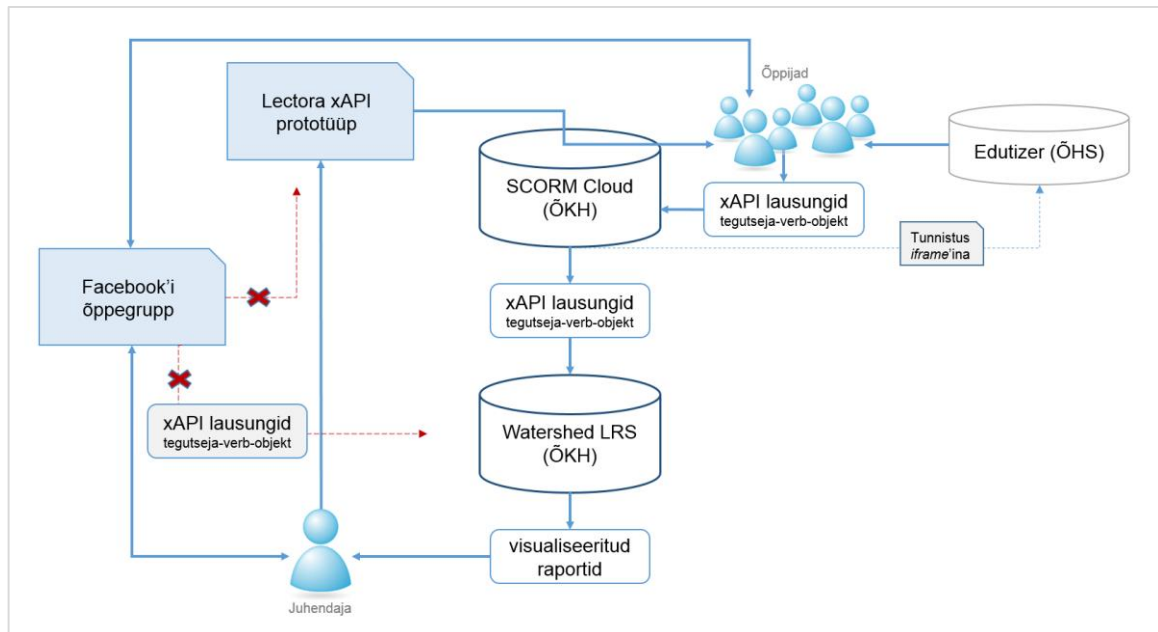 Õppijad
Lectora xAPI
prototüüp
Edutizer (ÕHS)
SCORM Cloud
(ÕKH)
xAPI lausungid
tegutseja-verb-objekt
Tunnistus
iframe'ina
Facebook'i
õppegrupp
xAPI lausungid
tegutseja-verb-objekt
xAPI lausungid
tegutseja-verb-objekt
Watershed LRS
(ÕKH)
visualiseeritud
raportid
Juhendaja